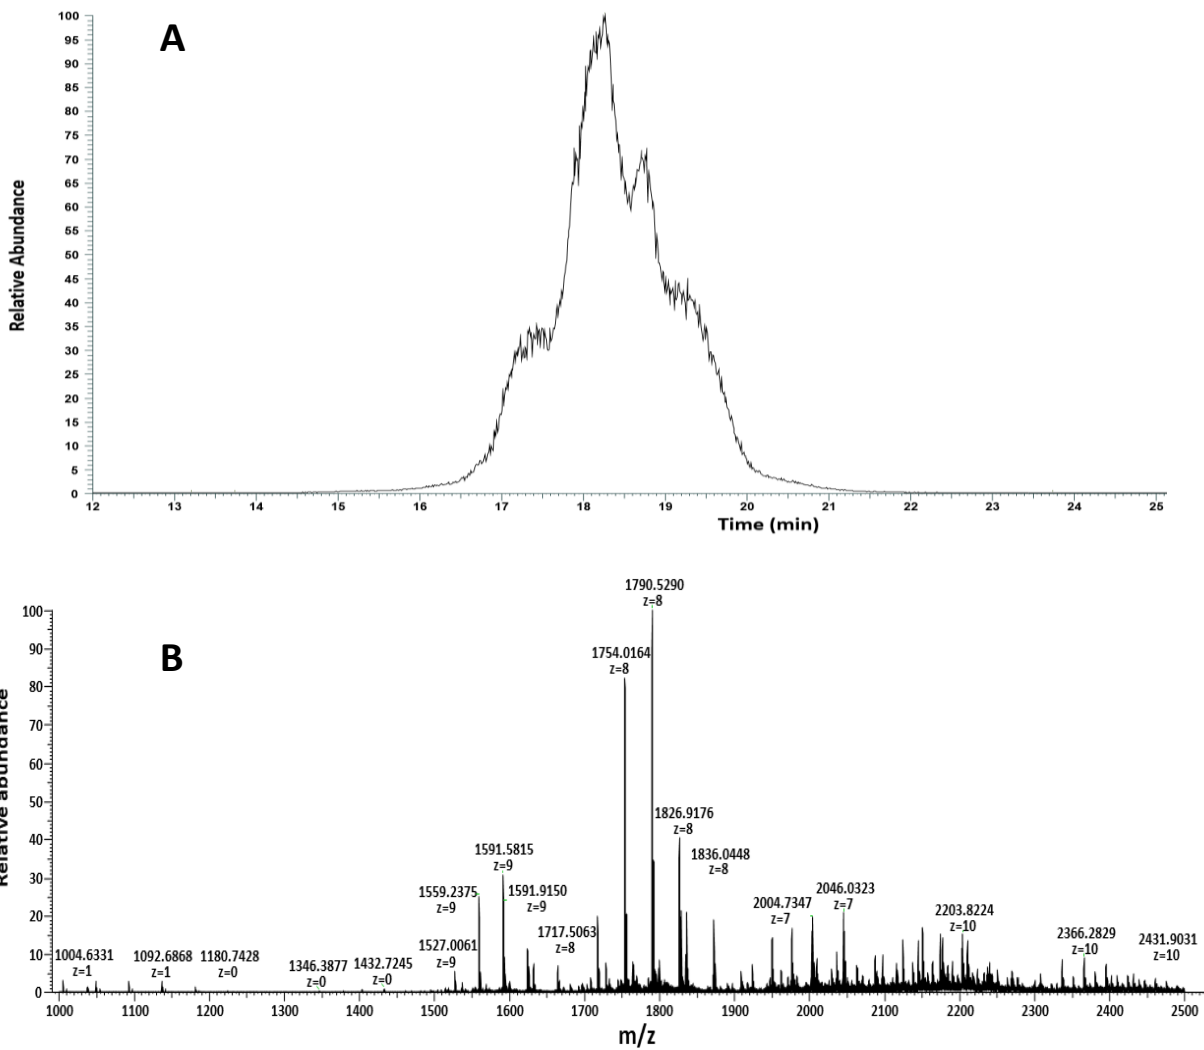 A
Relative Abundance
100
95
90
85
80
75
70
65
60
55
50
45
40
35
30
25
20
15
10
5
0
12 13 14 15 16 17 18 19 20 21 22 23 24 25
Time (min)
B
Relative abundance
100
90
80
70
60
50
40
30
20
10
0
1790.5290
z=8
1754.0164
z=8
1826.9176
z=8
1836.0448
z=8
1591.5815
z=9
1559.2375
z=9
1591.9150
z=9
1527.0061
z=9
1717.5063
z=8
2004.7347
z=7
2046.0323
z=7
2203.8224
z=10
2366.2829
z=10
2431.9031
z=10
1004.6331
z=1
1092.6868
z=1
1180.7428
z=0
1346.3877
z=0
1432.7245
z=0
1000 1100 1200 1300 1400 1500 1600 1700 1800 1900 2000 2100 2200 2300 2400 2500
m/z